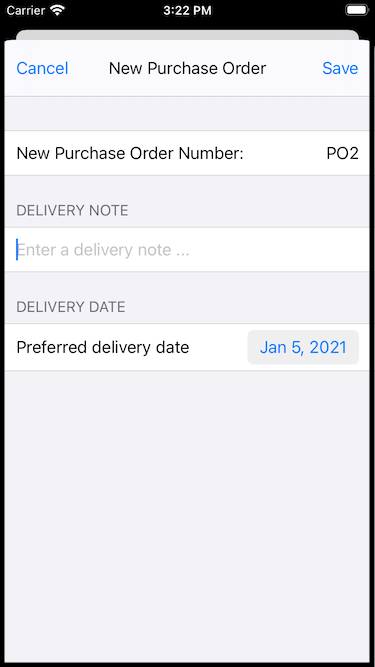 Carrier 3:22 PM
Cancel New Purchase Order Save
New Purchase Order Number: PO2
DELIVERY NOTE
Enter a delivery note ...
DELIVERY DATE
Preferred delivery date Jan 5, 2021